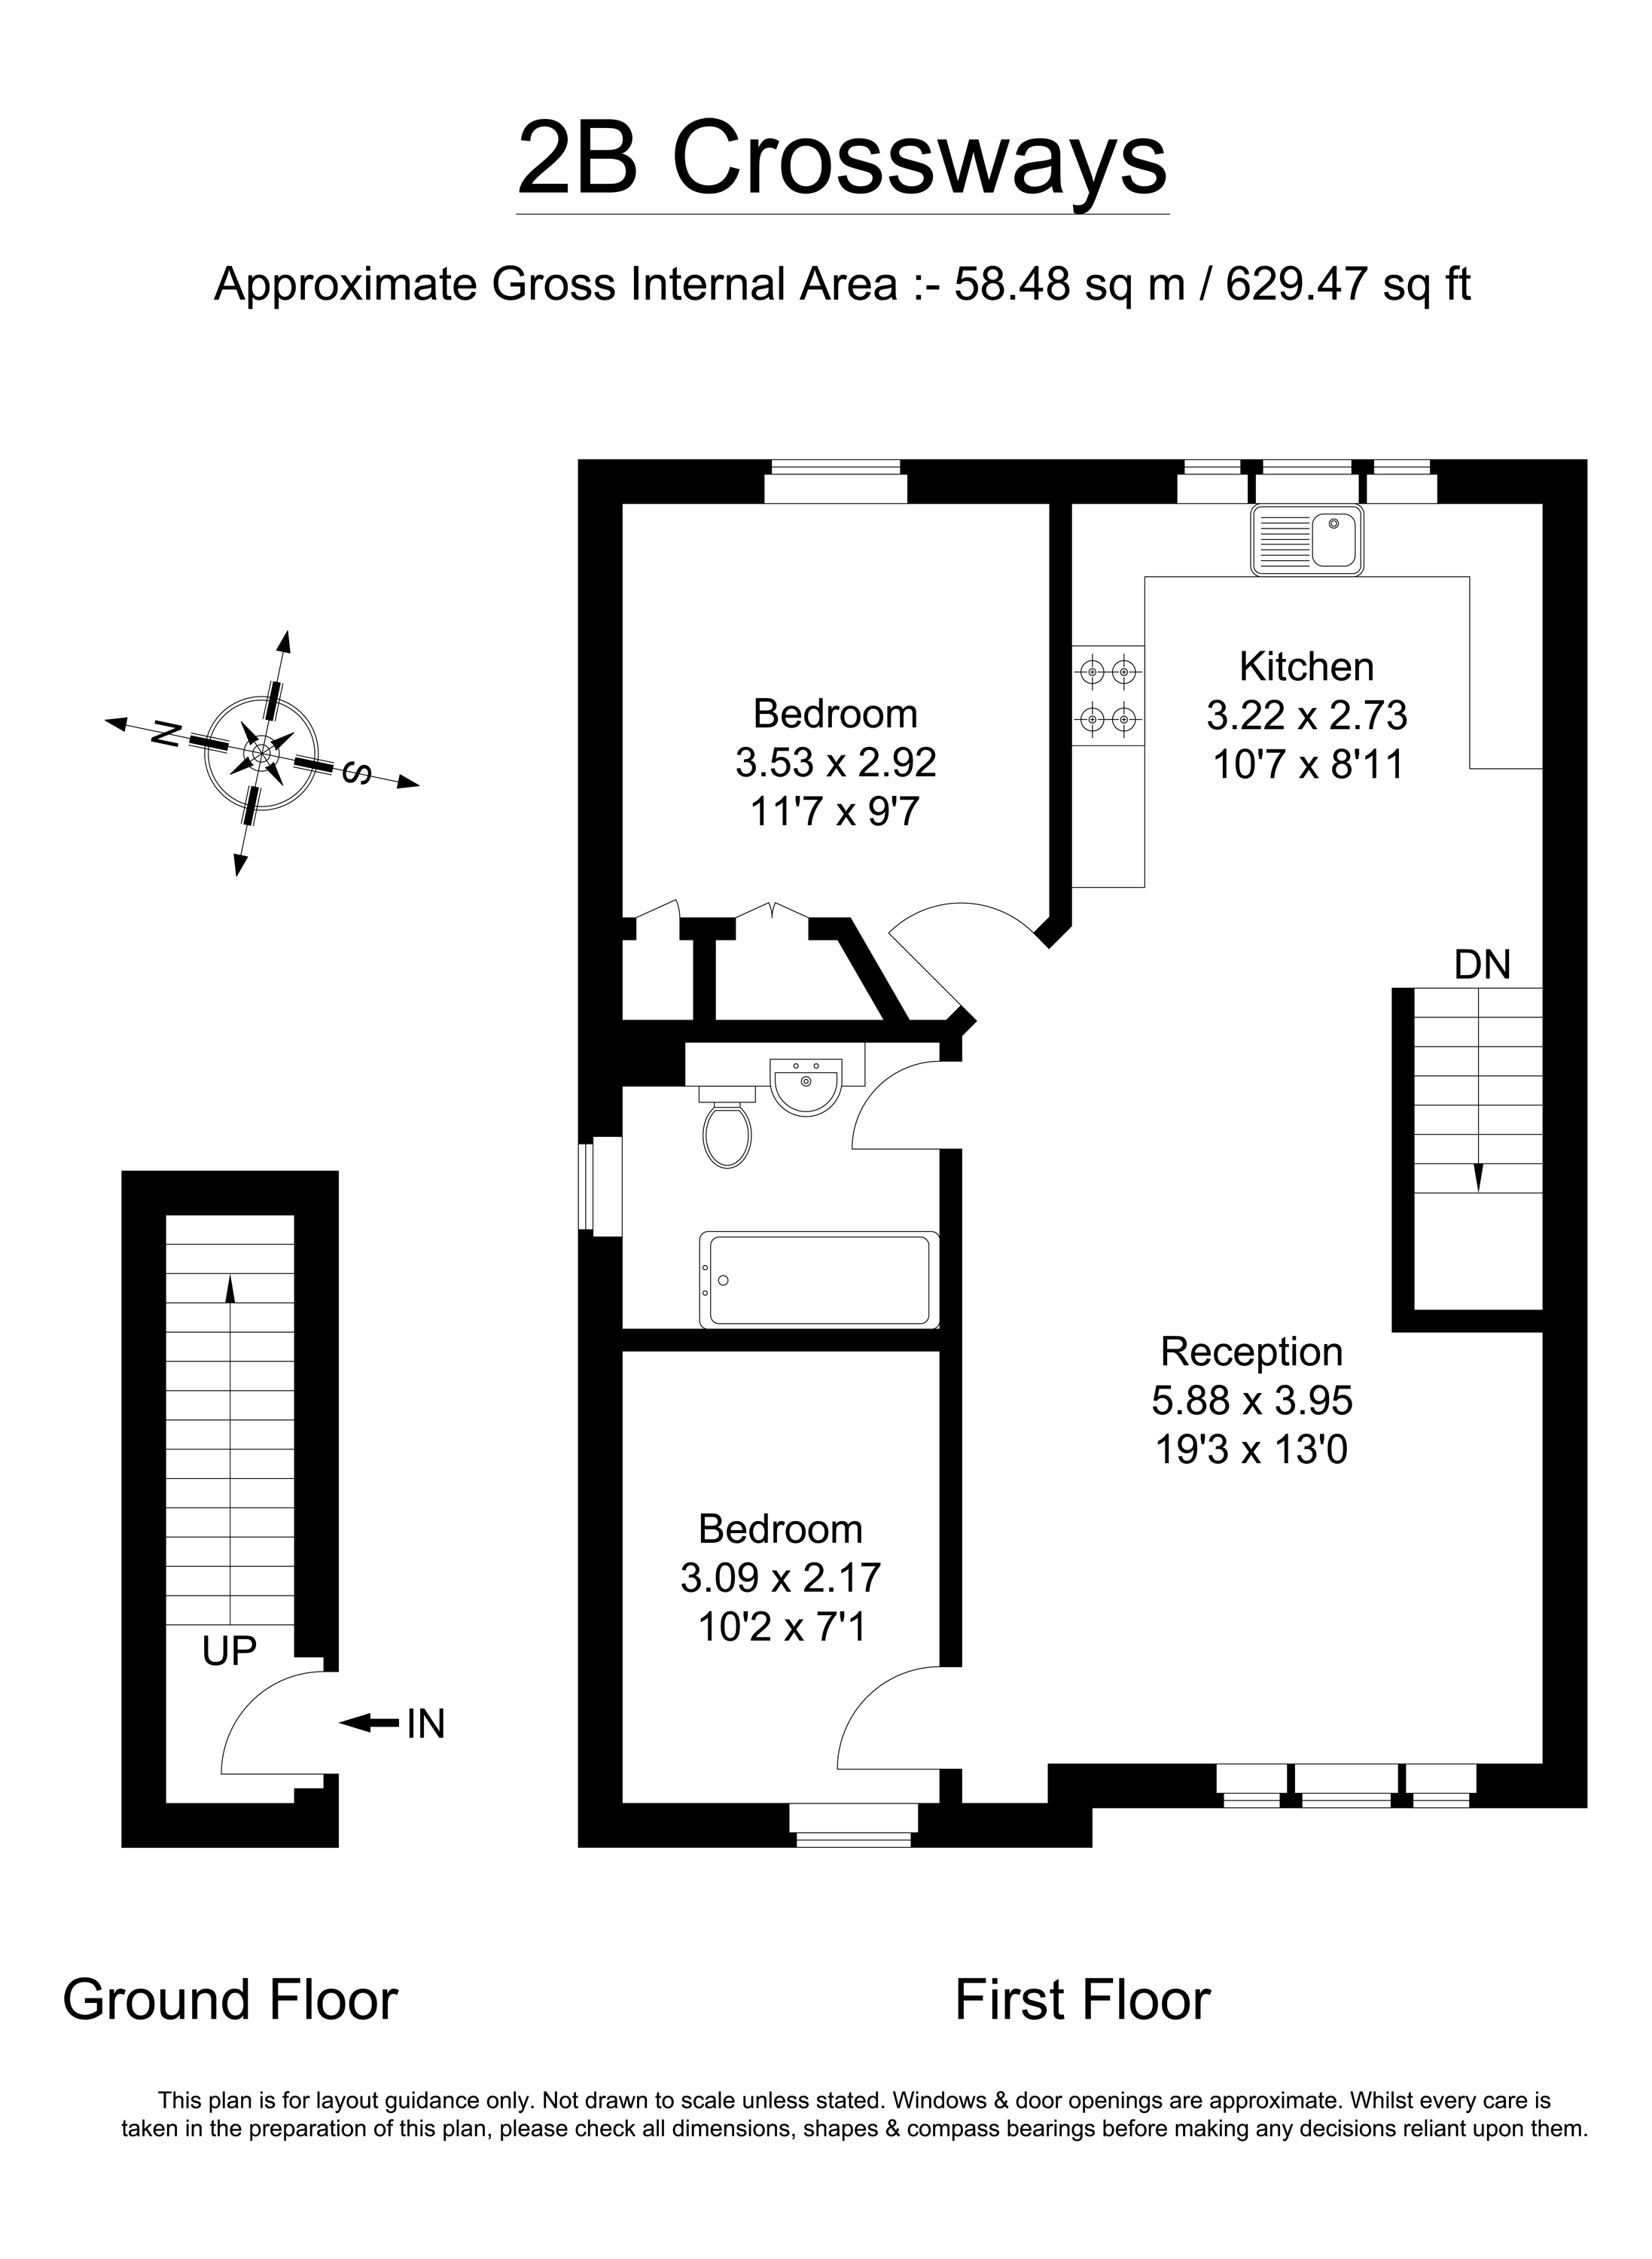 2B Crossways
Approximate Gross Internal Area :- 58.48 sq m / 629.47 sq ft
N
S
Bedroom
3.53 x 2.92
11'7 x 9'7
Kitchen
3.22 x 2.73
10'7 x 8'11
DN
Reception
5.88 x 3.95
19'3 x 13'0
Bedroom
3.09 x 2.17
10'2 x 7'1
UP
IN
Ground Floor
First Floor
This plan is for layout guidance only. Not drawn to scale unless stated. Windows & door openings are approximate. Whilst every care is
taken in the preparation of this plan, please check all dimensions, shapes & compass bearings before making any decisions reliant upon them.